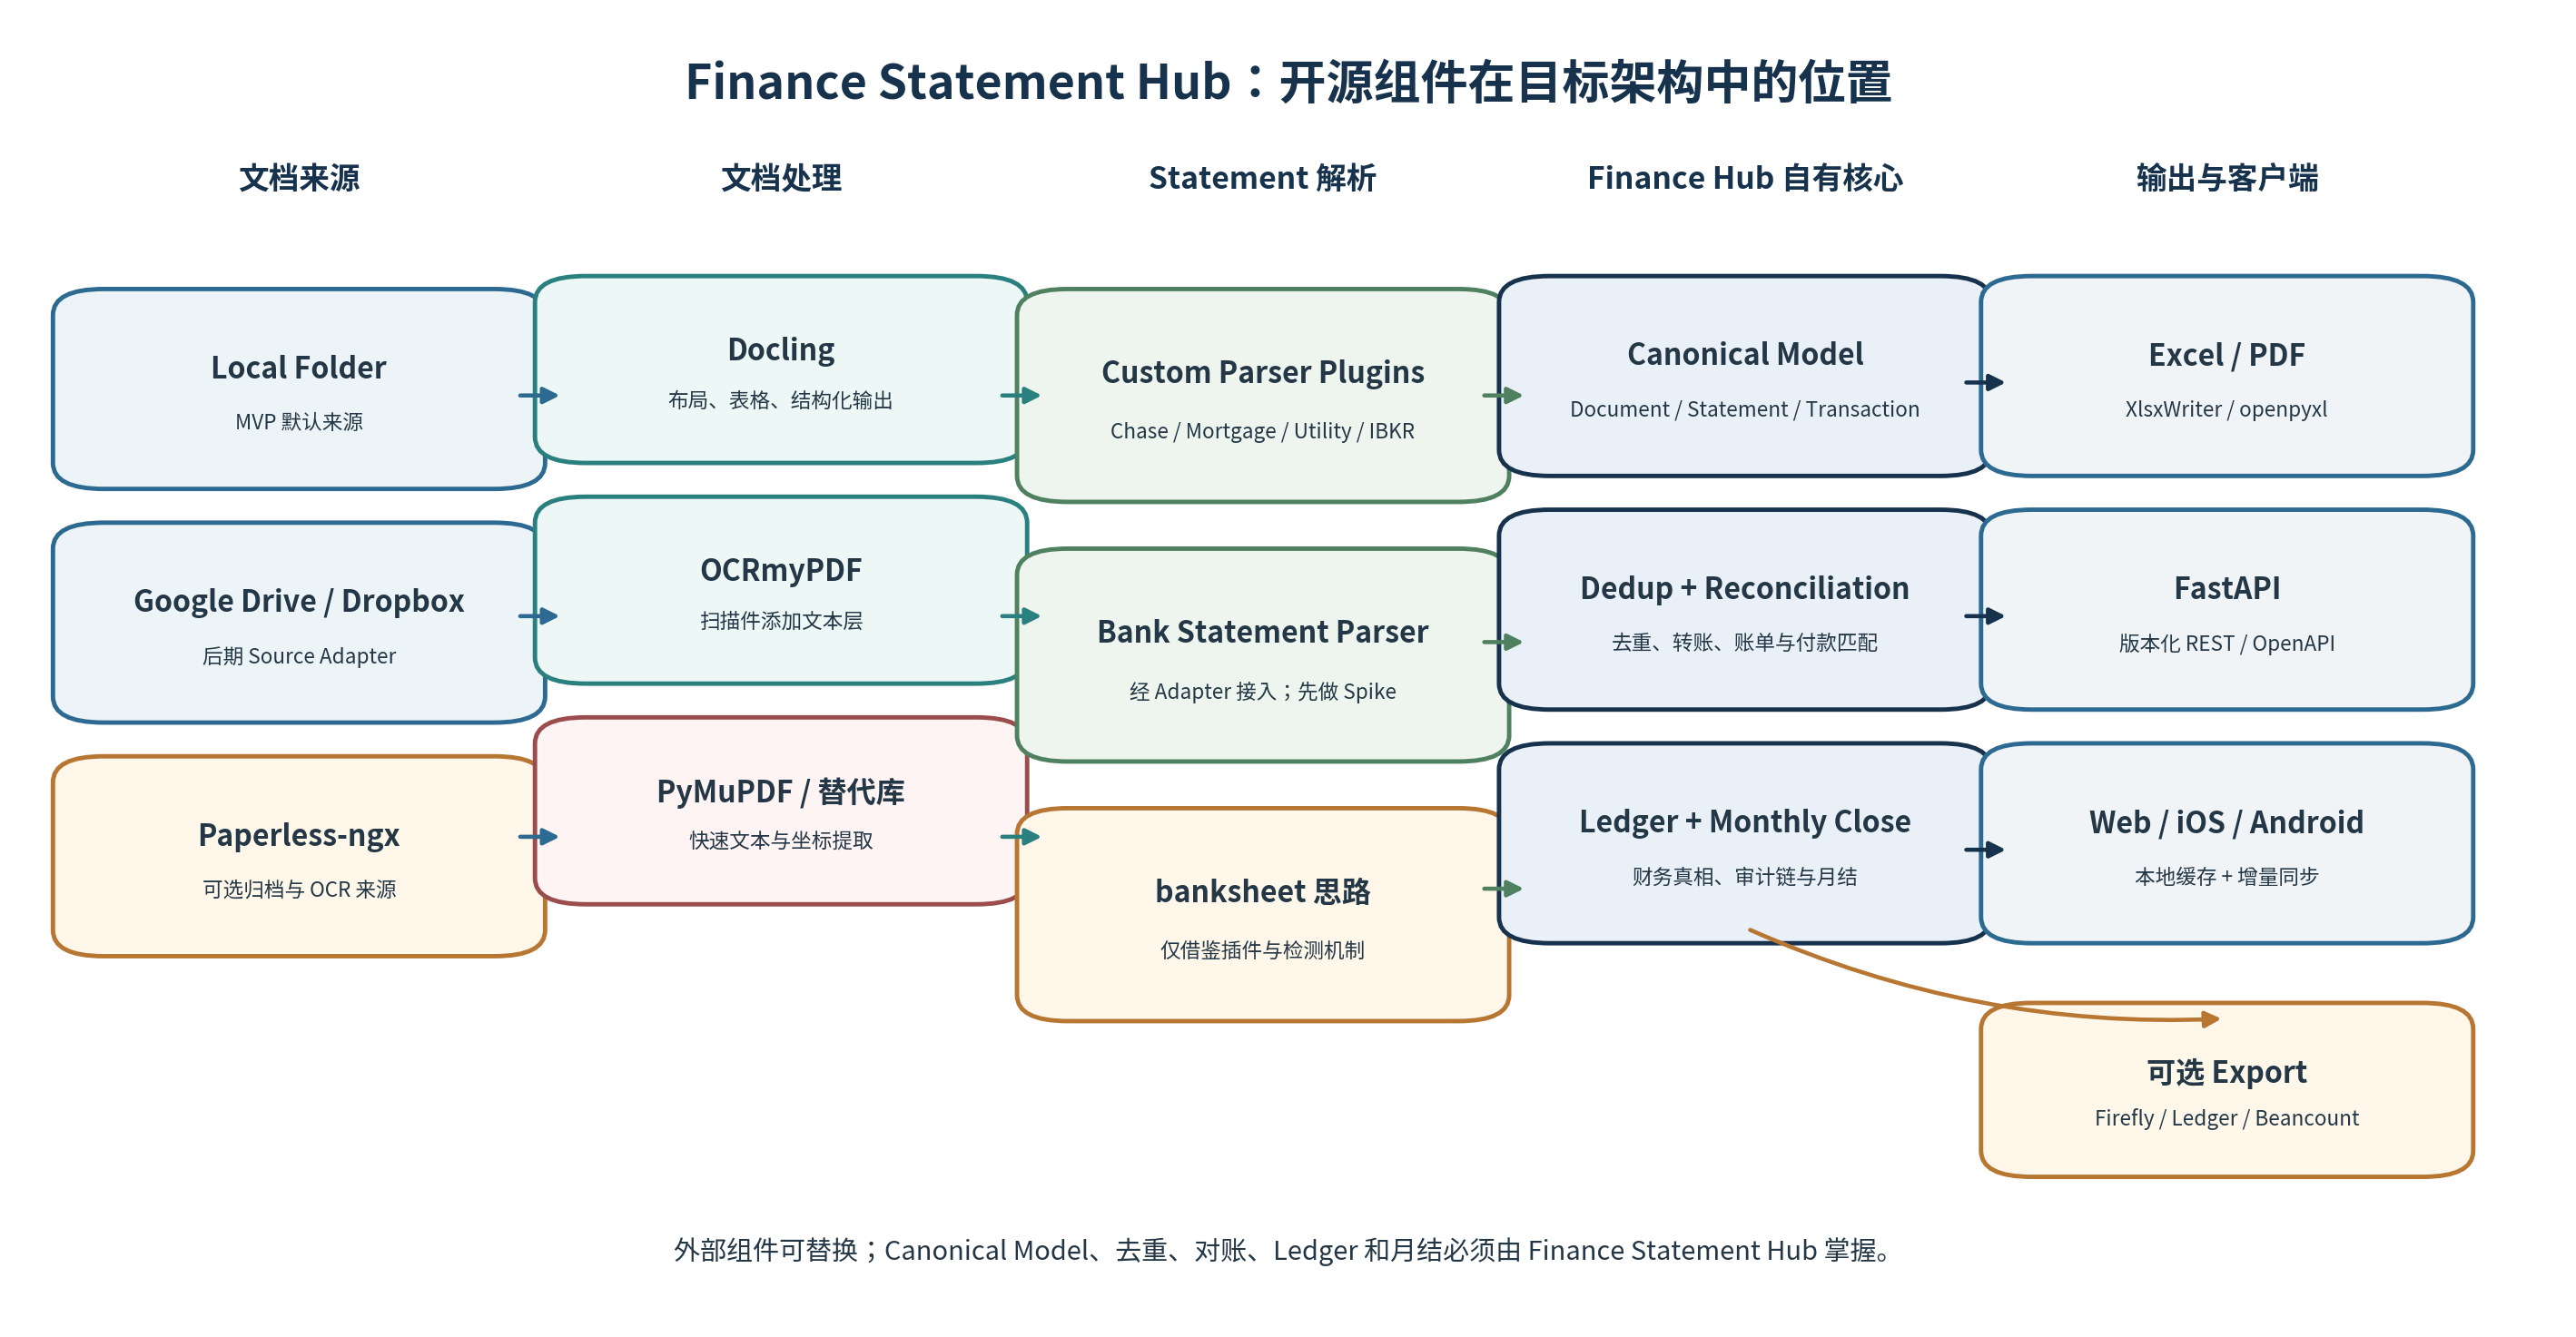 Finance Statement Hub：开源组件在目标架构中的位置
文档来源
文档处理
Statement 解析
Finance Hub 自有核心
输出与客户端
Local Folder
MVP 默认来源
Google Drive / Dropbox
后期 Source Adapter
Paperless-ngx
可选归档与 OCR 来源
Docling
布局、表格、结构化输出
OCRmyPDF
扫描件添加文本层
PyMuPDF / 替代库
快速文本与坐标提取
Custom Parser Plugins
Chase / Mortgage / Utility / IBKR
Bank Statement Parser
经 Adapter 接入；先做 Spike
banksheet 思路
仅借鉴插件与检测机制
Canonical Model
Document / Statement / Transaction
Dedup + Reconciliation
去重、转账、账单与付款匹配
Ledger + Monthly Close
财务真相、审计链与月结
Excel / PDF
XlsxWriter / openpyxl
FastAPI
版本化 REST / OpenAPI
Web / iOS / Android
本地缓存 + 增量同步
可选 Export
Firefly / Ledger / Beancount
外部组件可替换；Canonical Model、去重、对账、Ledger 和月结必须由 Finance Statement Hub 掌握。